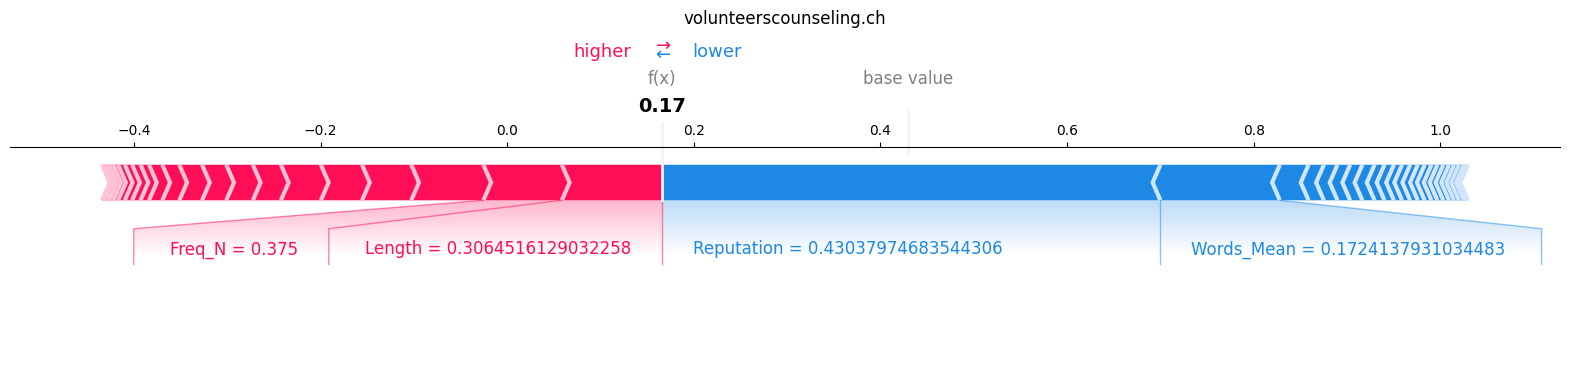 volunteerscounseling.ch
higher ⇄ lower
f(x) base value
0.17
−0.4 −0.2 0.0 0.2 0.4 0.6 0.8 1.0
Freq_N = 0.375 Length = 0.3064516129032258 Reputation = 0.43037974683544306 Words_Mean = 0.1724137931034483